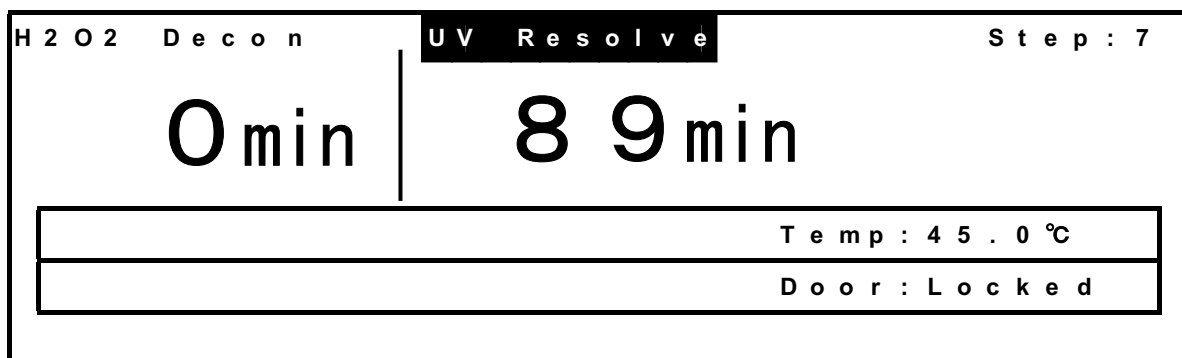 H2O2 Decon UV Resolve Step:7
0min 89min
Temp:45.0℃
Door:Locked